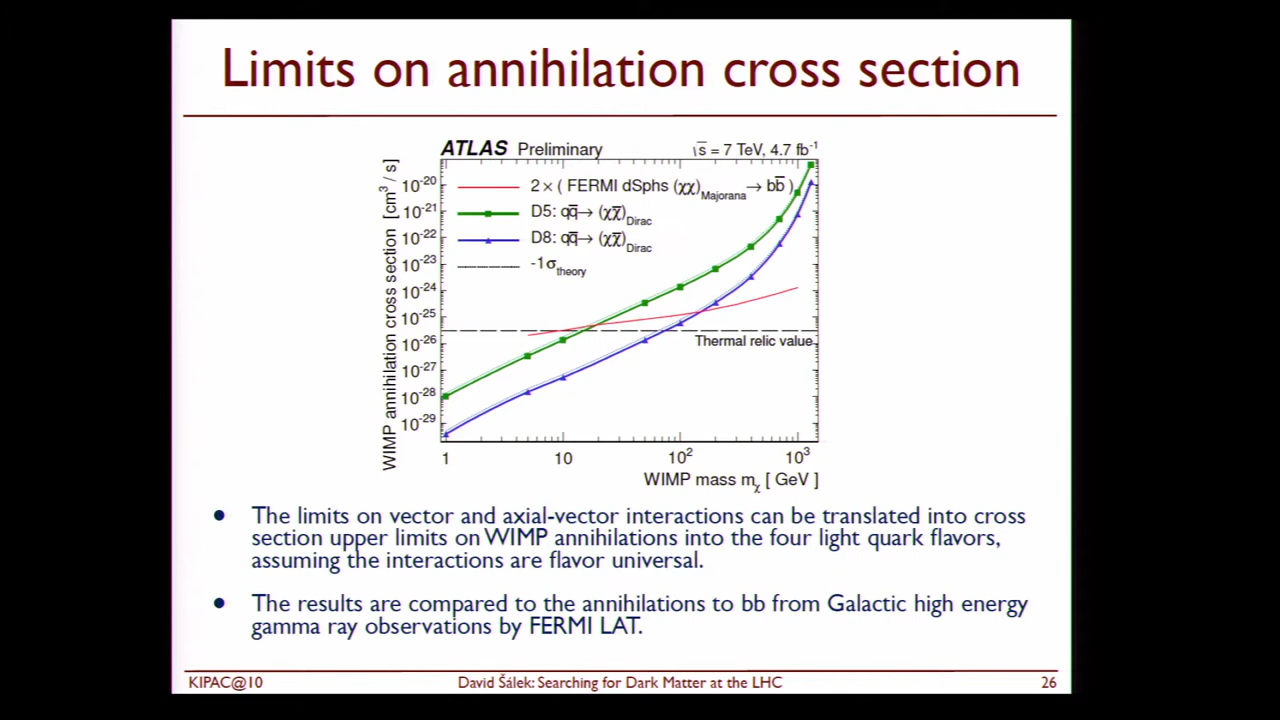 Limits on annihilation cross section
ATLAS Preliminary
√s = 7 TeV, 4.7 fb-1
WIMP annihilation cross section [cm3 / s]
2 × ( FERMI dSphs (χχ)Majorana → bb̅ )
D5: qq̅ → (χχ̅)Dirac
D8: qq̅ → (χχ̅)Dirac
-1σtheory
10-20
10-21
10-22
10-23
10-24
10-25
10-26
10-27
10-28
10-29
Thermal relic value
1 10 102 103
WIMP mass mχ [ GeV ]
● The limits on vector and axial-vector interactions can be translated into cross
section upper limits on WIMP annihilations into the four light quark flavors,
assuming the interactions are flavor universal.
● The results are compared to the annihilations to bb from Galactic high energy
gamma ray observations by FERMI LAT.
KIPAC@10 David Šálek: Searching for Dark Matter at the LHC 26